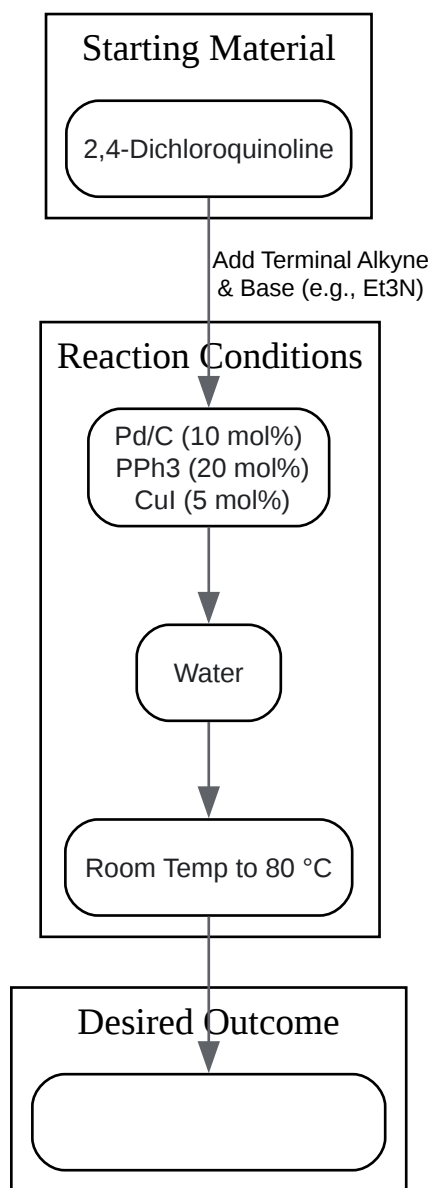 Starting Material
2,4-Dichloroquinoline
Add Terminal Alkyne
& Base (e.g., Et3N)
Reaction Conditions
Pd/C (10 mol%)
PPh3 (20 mol%)
CuI (5 mol%)
Water
Room Temp to 80 °C
Desired Outcome